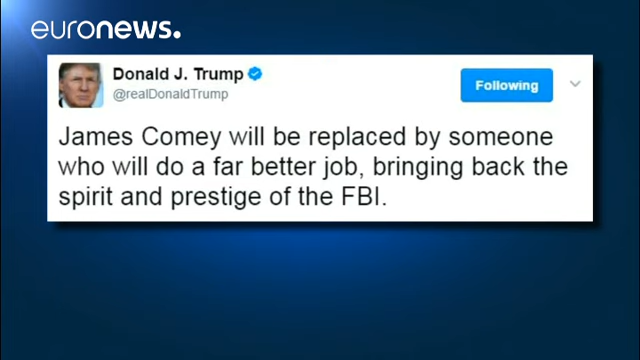 euronews.
Donald J. Trump
@realDonaldTrump
Following
James Comey will be replaced by someone
who will do a far better job, bringing back the
spirit and prestige of the FBI.